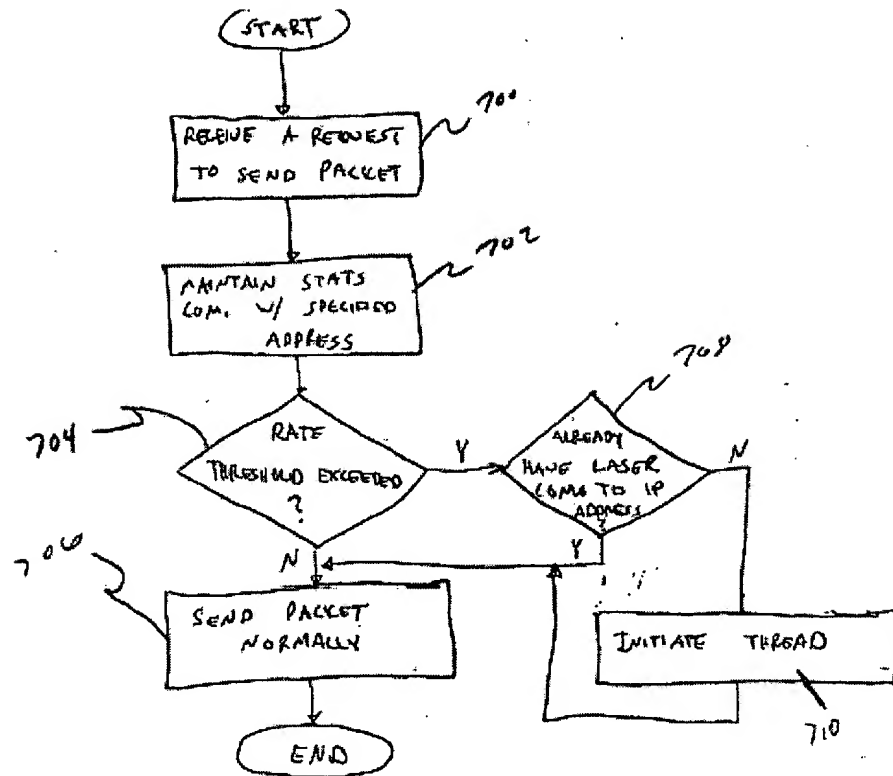 START
700
RECEIVE A REQUEST
TO SEND PACKET
702
MAINTAIN STATS
COM. W/ SPECIFIED
ADDRESS
708
704
RATE
THRESHOLD EXCEEDED
?
Y
ALREADY
HAVE LASER
COMM TO IP
ADDRESS
?
N
N
Y
706
SEND PACKET
NORMALLY
INITIATE THREAD
710
END